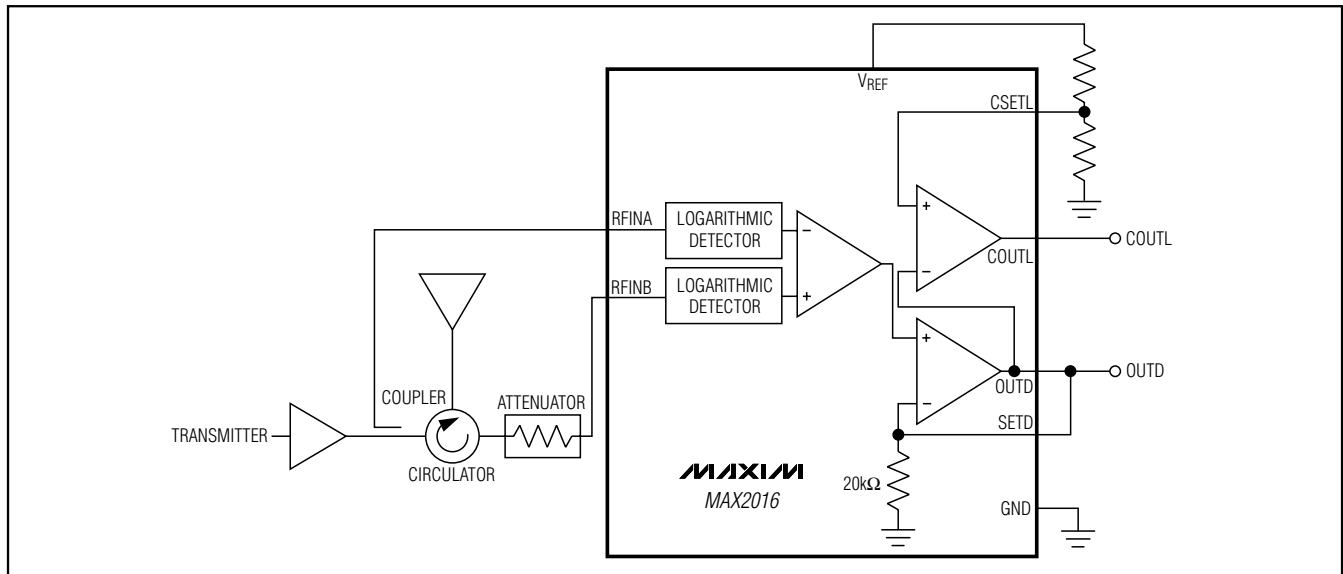 VREF
CSETL
RFINA
LOGARITHMIC
DETECTOR
−
+
+
−
COUTL
COUTL
RFINB
LOGARITHMIC
DETECTOR
+
−
OUTD
OUTD
SETD
COUPLER
ATTENUATOR
TRANSMITTER
CIRCULATOR
MAXIM
MAX2016
20kΩ
GND